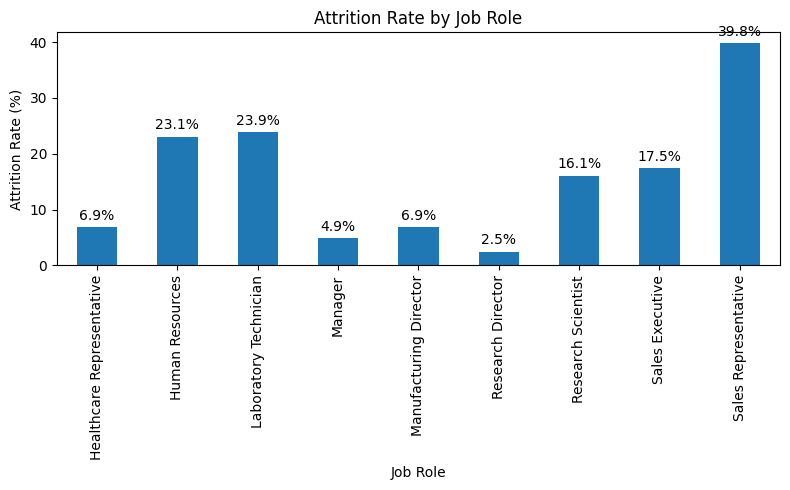 Attrition Rate by Job Role
Attrition Rate (%)
40
30
20
10
0
6.9%
23.1%
23.9%
4.9%
6.9%
2.5%
16.1%
17.5%
39.8%
Healthcare Representative
Human Resources
Laboratory Technician
Manager
Manufacturing Director
Research Director
Research Scientist
Sales Executive
Sales Representative
Job Role